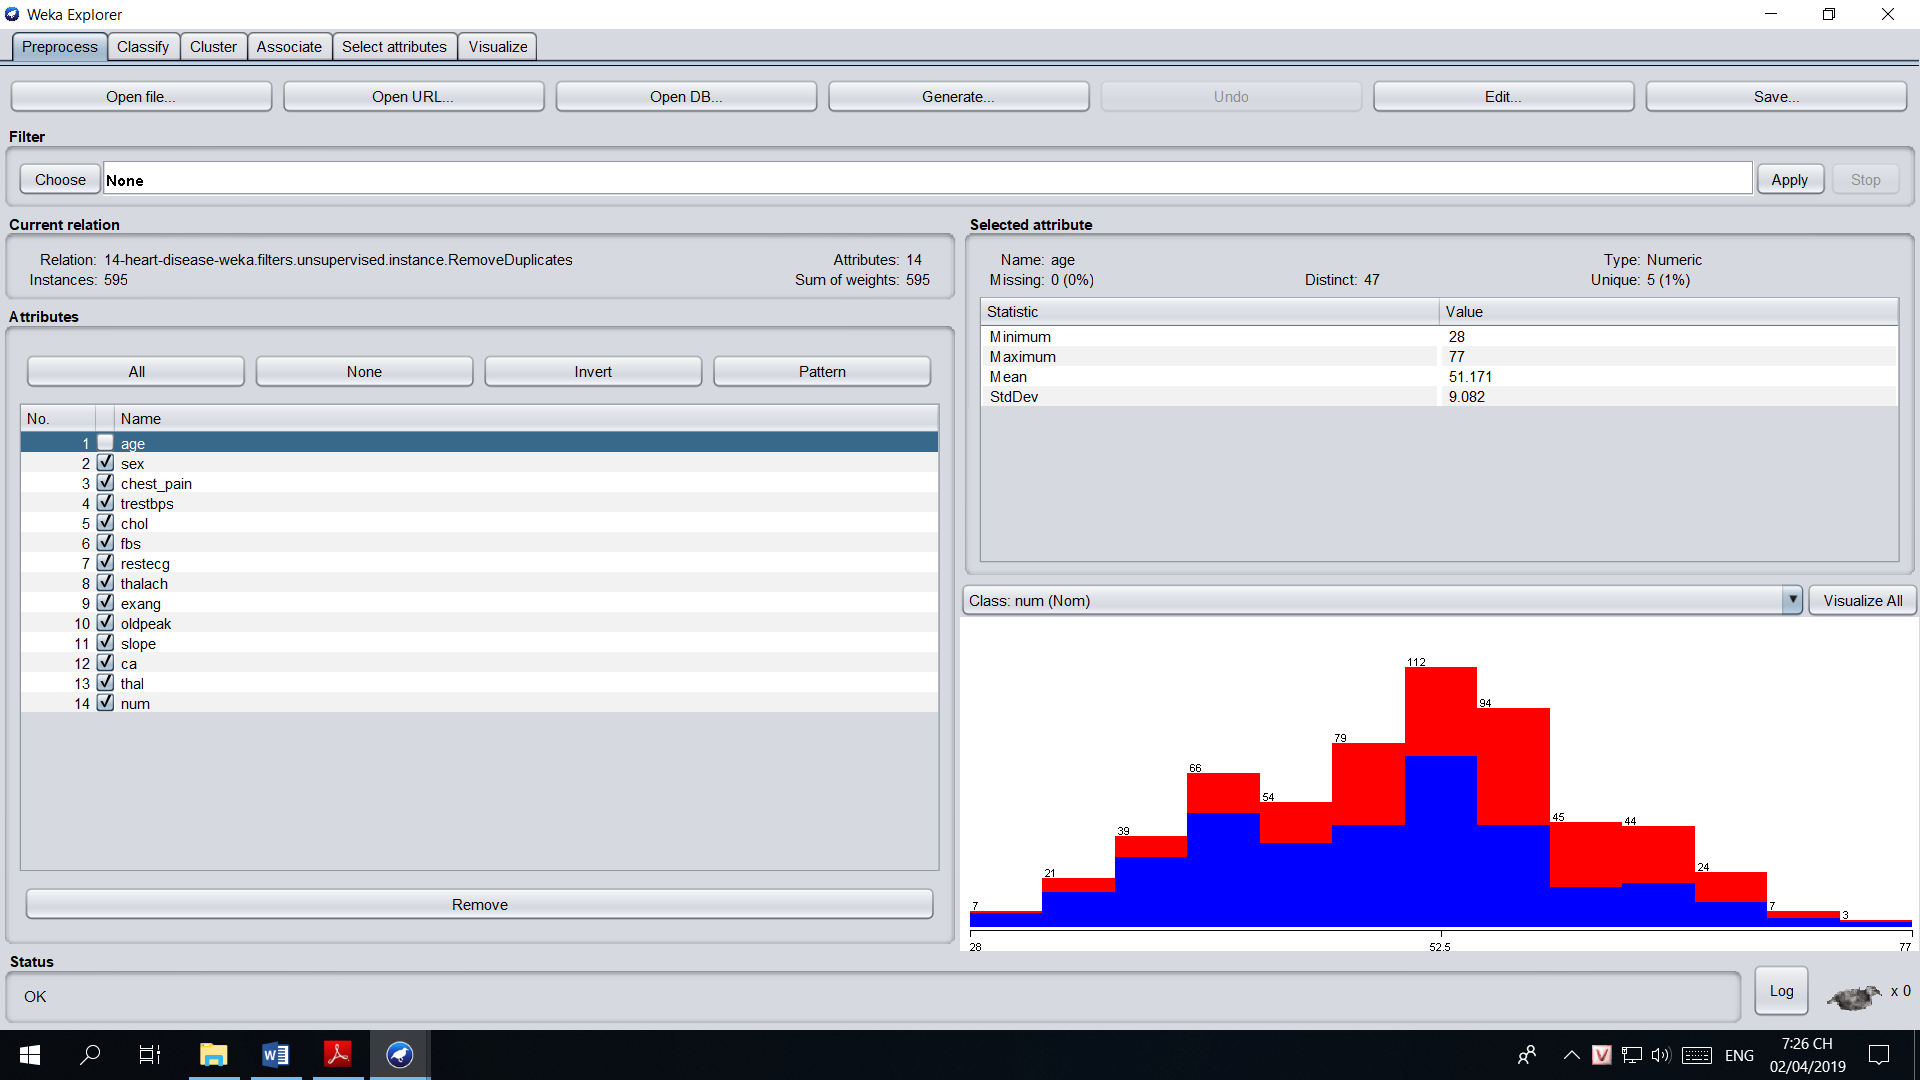 Weka Explorer
Preprocess Classify Cluster Associate Select attributes Visualize
Open file... Open URL... Open DB... Generate... Undo Edit... Save...
Filter
Choose None Apply Stop
Current relation
Relation: 14-heart-disease-weka.filters.unsupervised.instance.RemoveDuplicates Attributes: 14
Instances: 595 Sum of weights: 595
Attributes
All None Invert Pattern
No. Name
1 age
2 sex
3 chest_pain
4 trestbps
5 chol
6 fbs
7 restecg
8 thalach
9 exang
10 oldpeak
11 slope
12 ca
13 thal
14 num
Remove
Selected attribute
Name: age Type: Numeric
Missing: 0 (0%) Distinct: 47 Unique: 5 (1%)
Statistic Value
Minimum 28
Maximum 77
Mean 51.171
StdDev 9.082
Class: num (Nom) Visualize All
7 21 39 66 54 79 112 94 45 44 24 7 3
28 52.5 77
Status
OK Log x 0
ENG 7:26 CH
02/04/2019